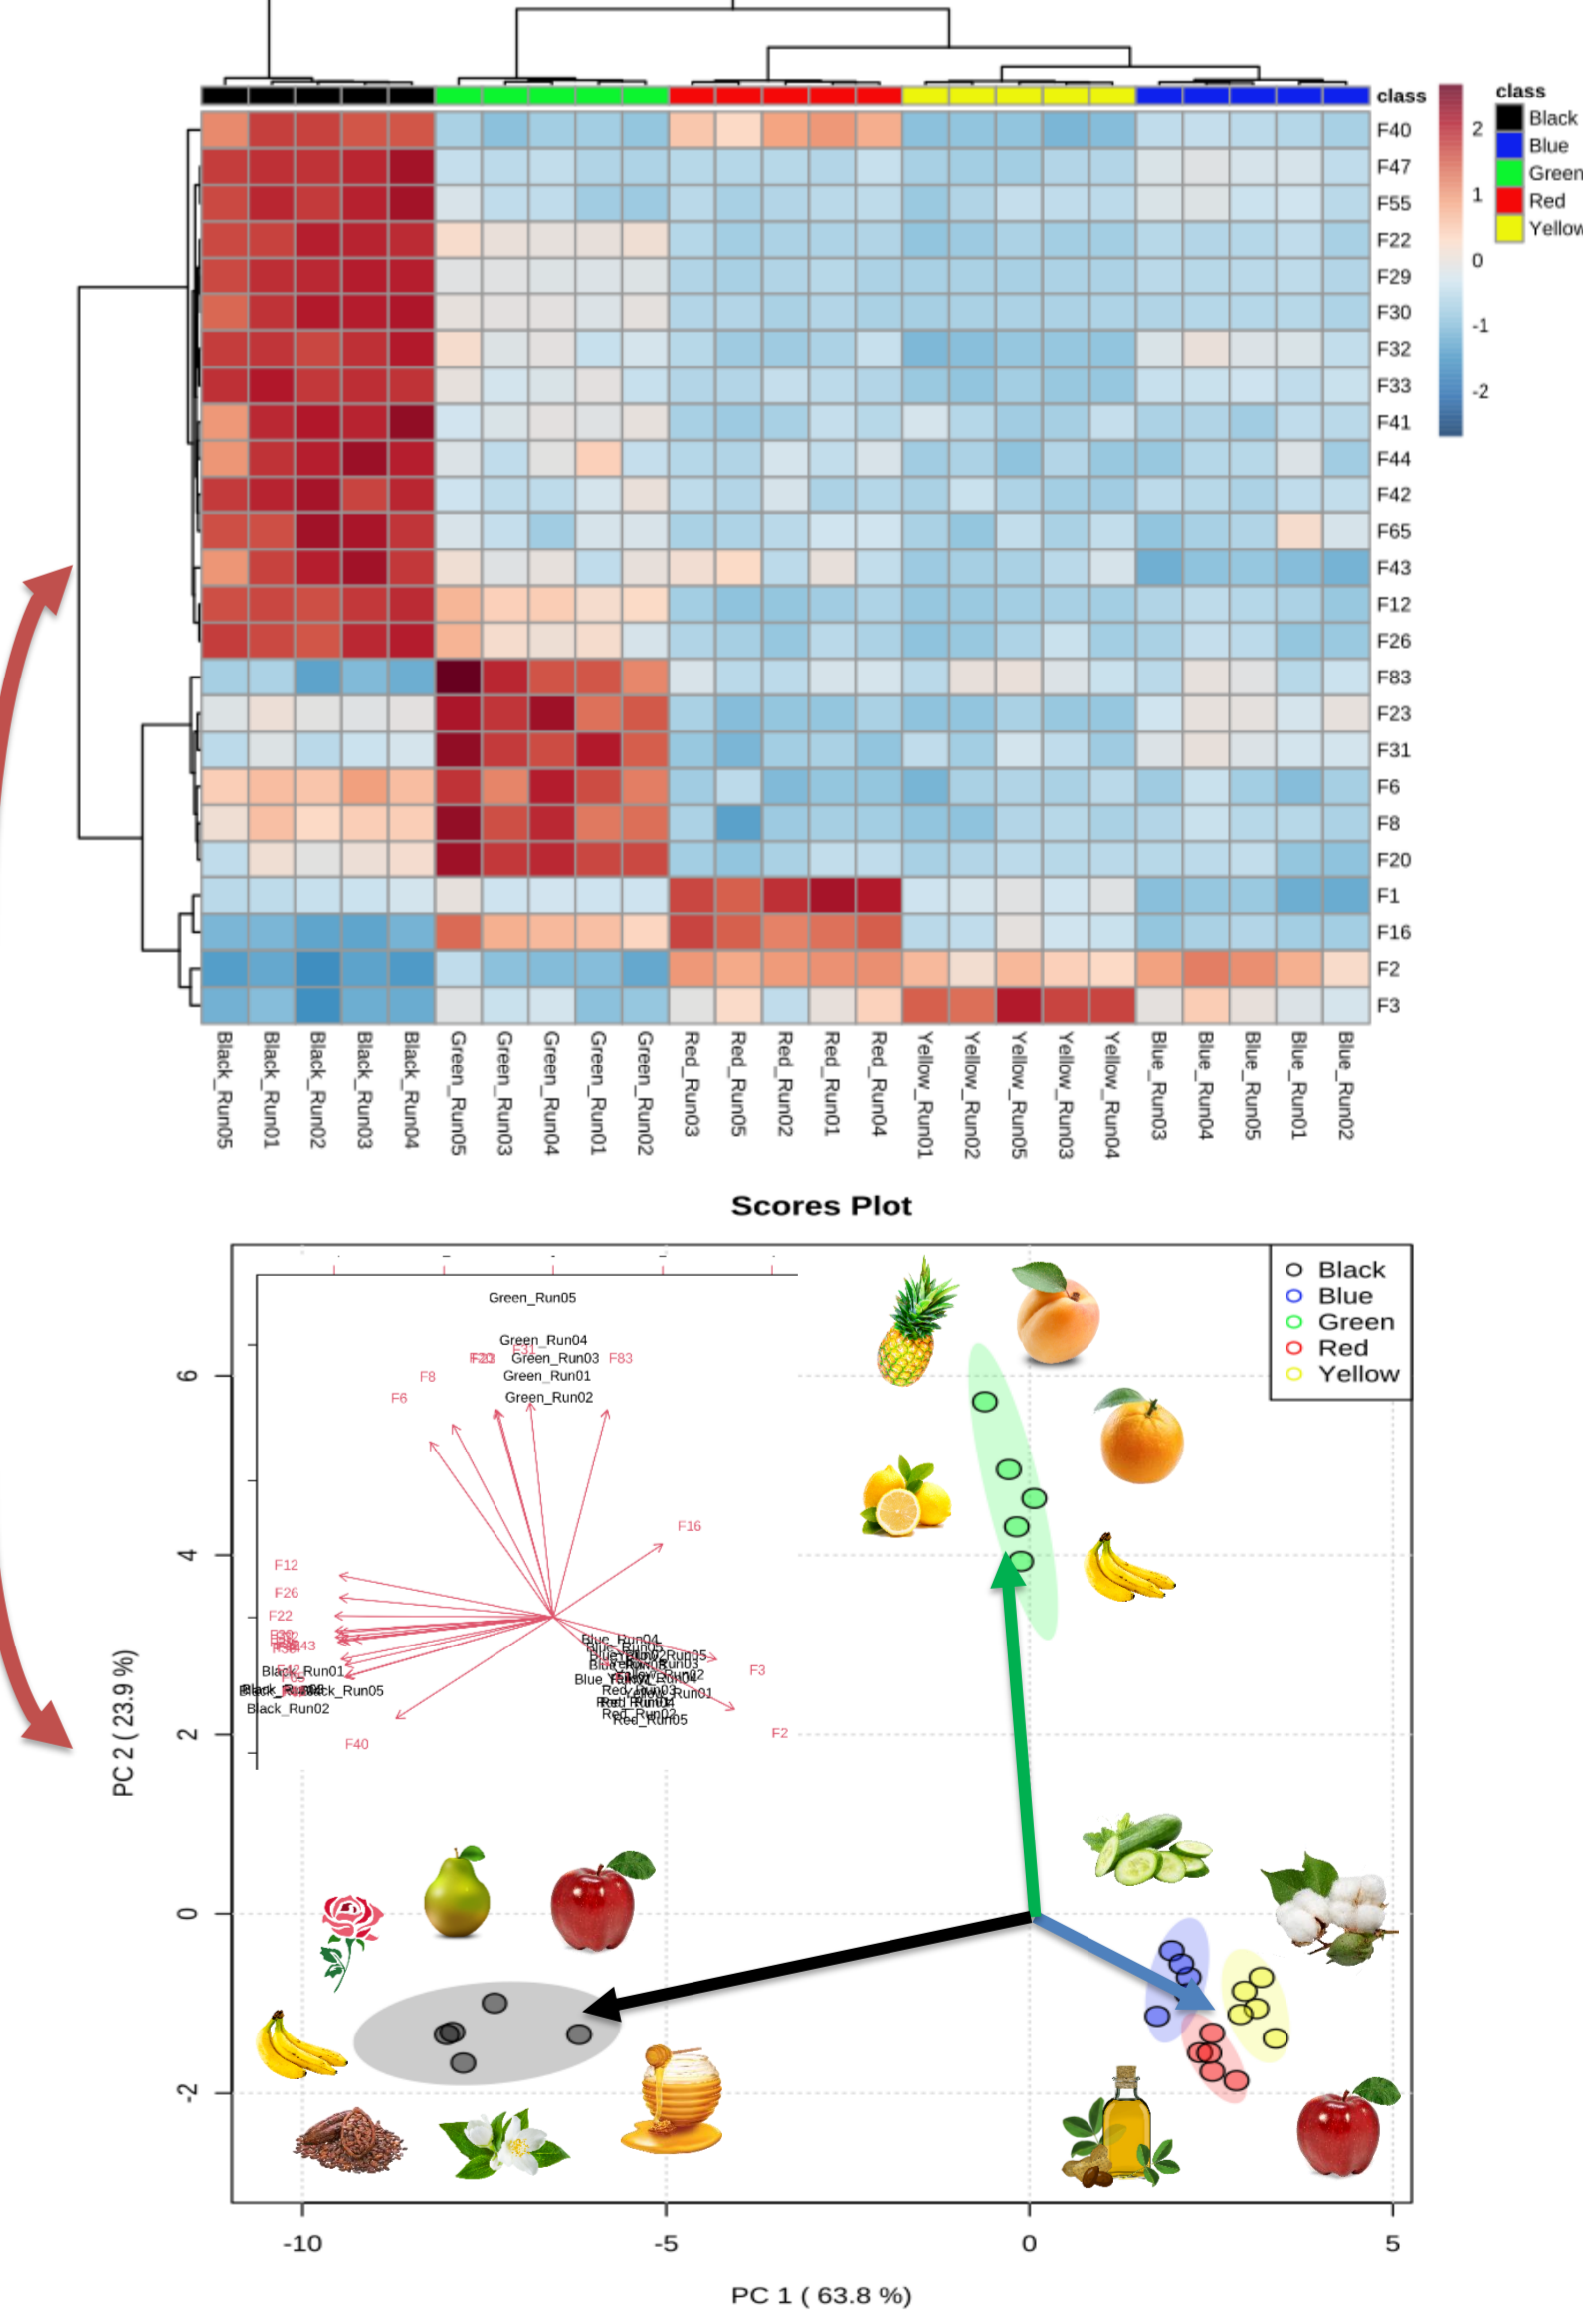 class
F40
F47
F55
F22
F29
F30
F32
F33
F41
F44
F42
F65
F43
F12
F26
F83
F23
F31
F6
F8
F20
F1
F16
F2
F3
2
1
0
-1
-2
class
Black
Blue
Green
Red
Yellow
Black_Run05
Black_Run01
Black_Run02
Black_Run03
Black_Run04
Green_Run05
Green_Run03
Green_Run04
Green_Run01
Green_Run02
Red_Run03
Red_Run05
Red_Run02
Red_Run01
Red_Run04
Yellow_Run01
Yellow_Run02
Yellow_Run05
Yellow_Run03
Yellow_Run04
Blue_Run03
Blue_Run04
Blue_Run05
Blue_Run01
Blue_Run02
Scores Plot
Black
Blue
Green
Red
Yellow
Green_Run05
Green_Run04
F31
Green_Run03
F83
F8
Green_Run01
F6
Green_Run02
F16
F12
F26
F22
Blue_Run04
Black_Run01
F3
Black_Run05
Black_Run02
Red_Run02
Red_Run05
F2
F40
6
4
2
0
-2
PC 2 ( 23.9 %)
-10
-5
0
5
PC 1 ( 63.8 %)